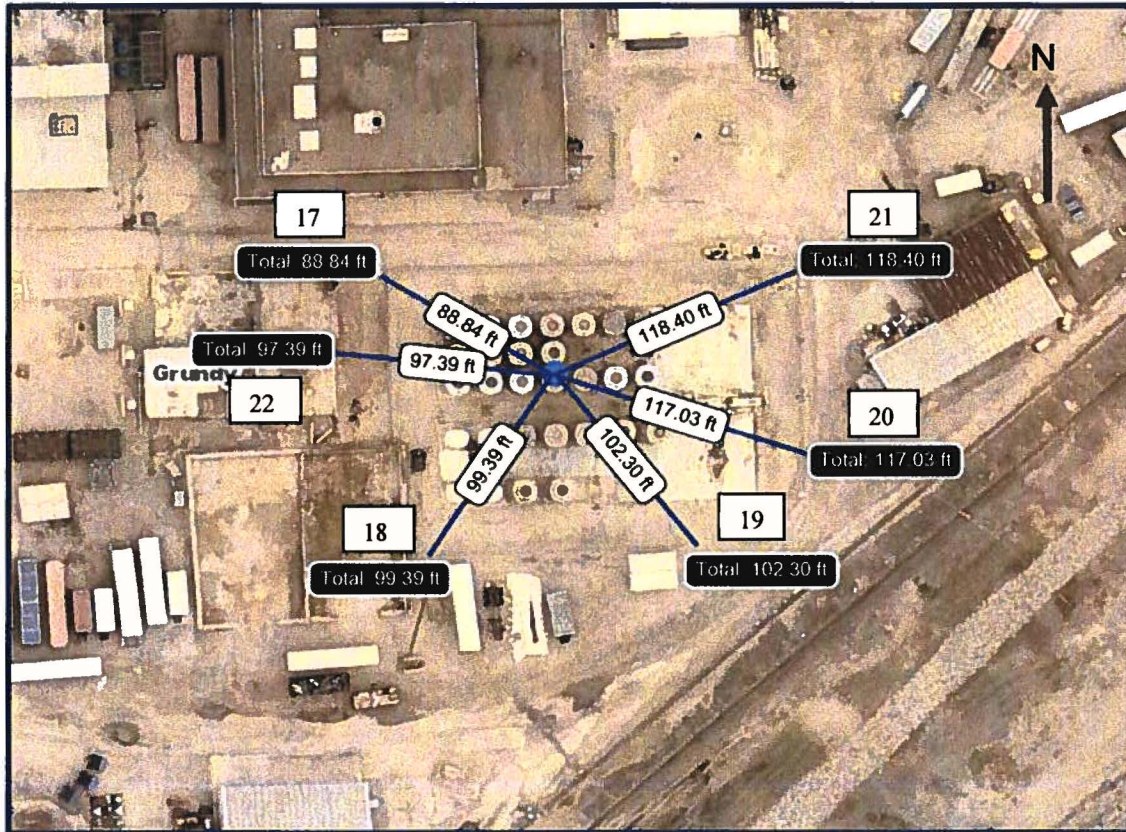 N
17
21
Total: 88.84 ft
Total: 118.40 ft
88.84 ft
118.40 ft
Total: 97.39 ft
97.39 ft
Grundy
22
117.03 ft
20
Total: 117.03 ft
99.39 ft
102.30 ft
18
19
Total: 99.39 ft
Total: 102.30 ft